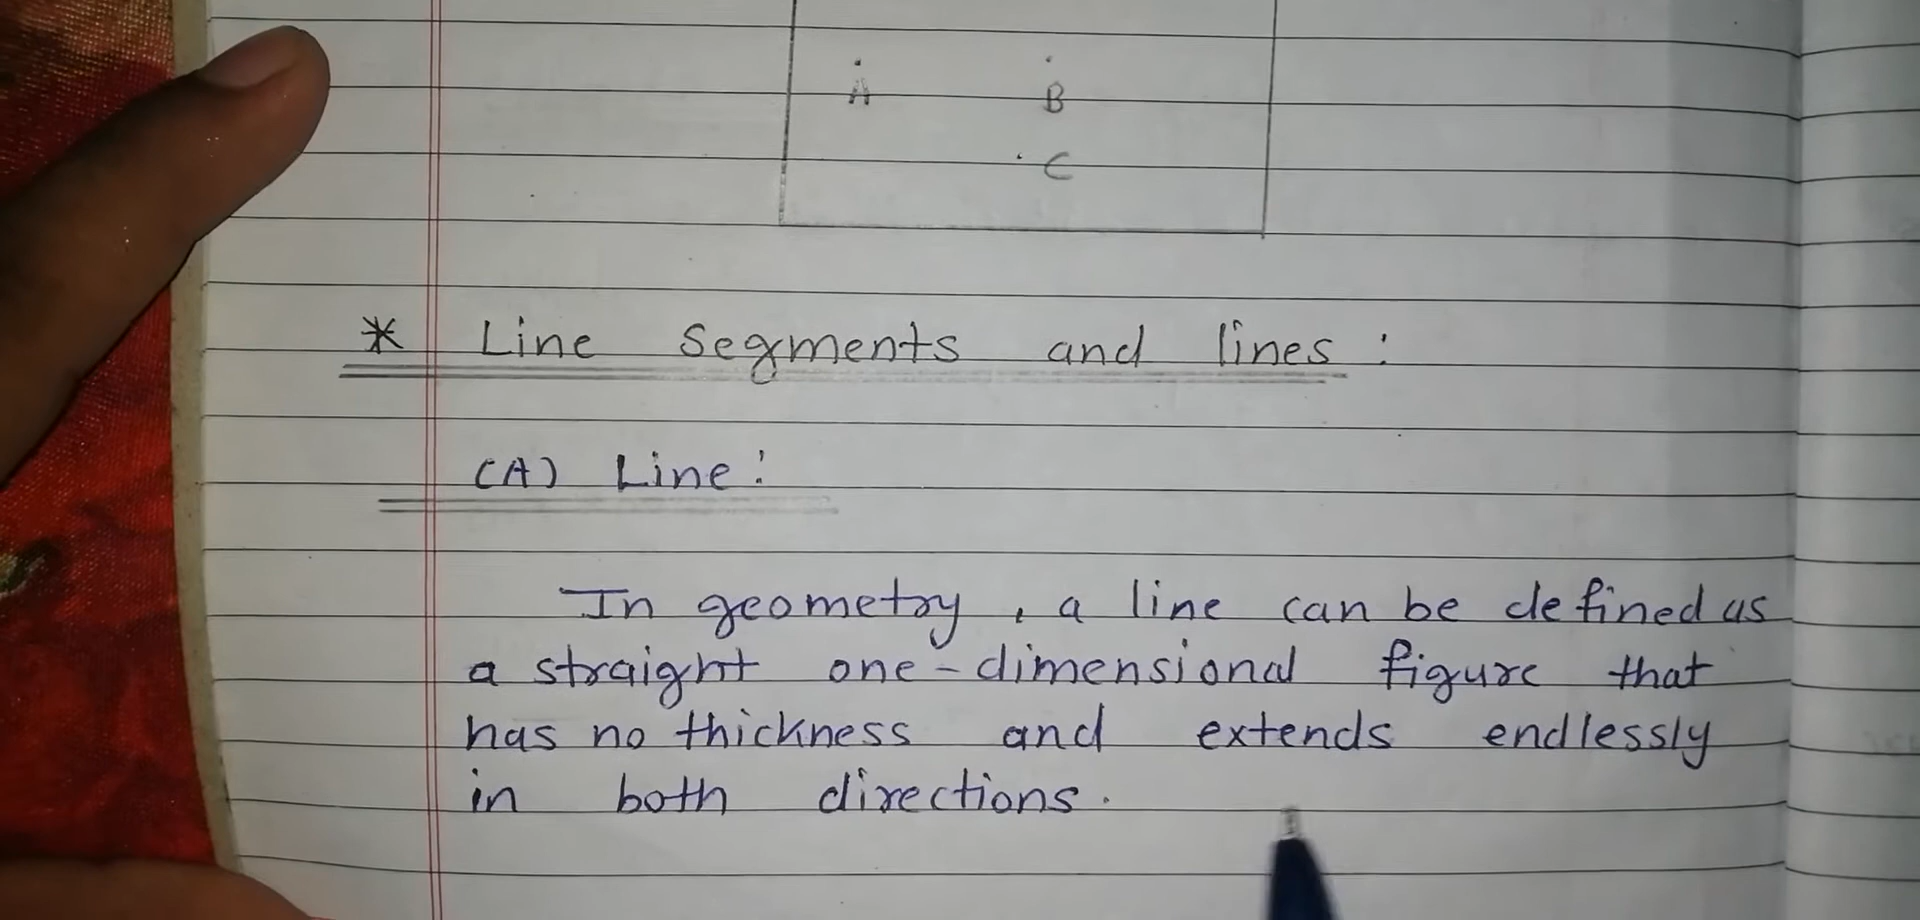 A B
C
* Line Segments and lines :
(A) Line :
In geometry, a line can be defined as
a straight one-dimensional figure that
has no thickness and extends endlessly
in both directions.